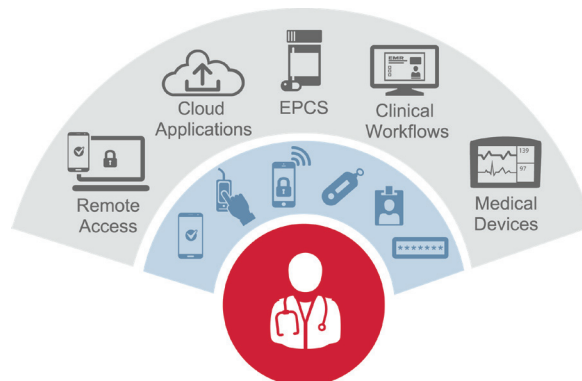 Remote
Access
Cloud
Applications
EPCS
EMR
Clinical
Workflows
139
97
Medical
Devices
*******